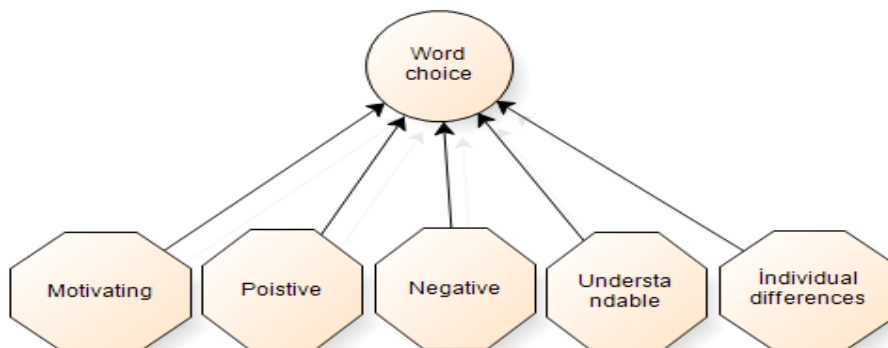 Word
choice
Motivating
Poistive
Negative
Understa
ndable
İndividual
differences